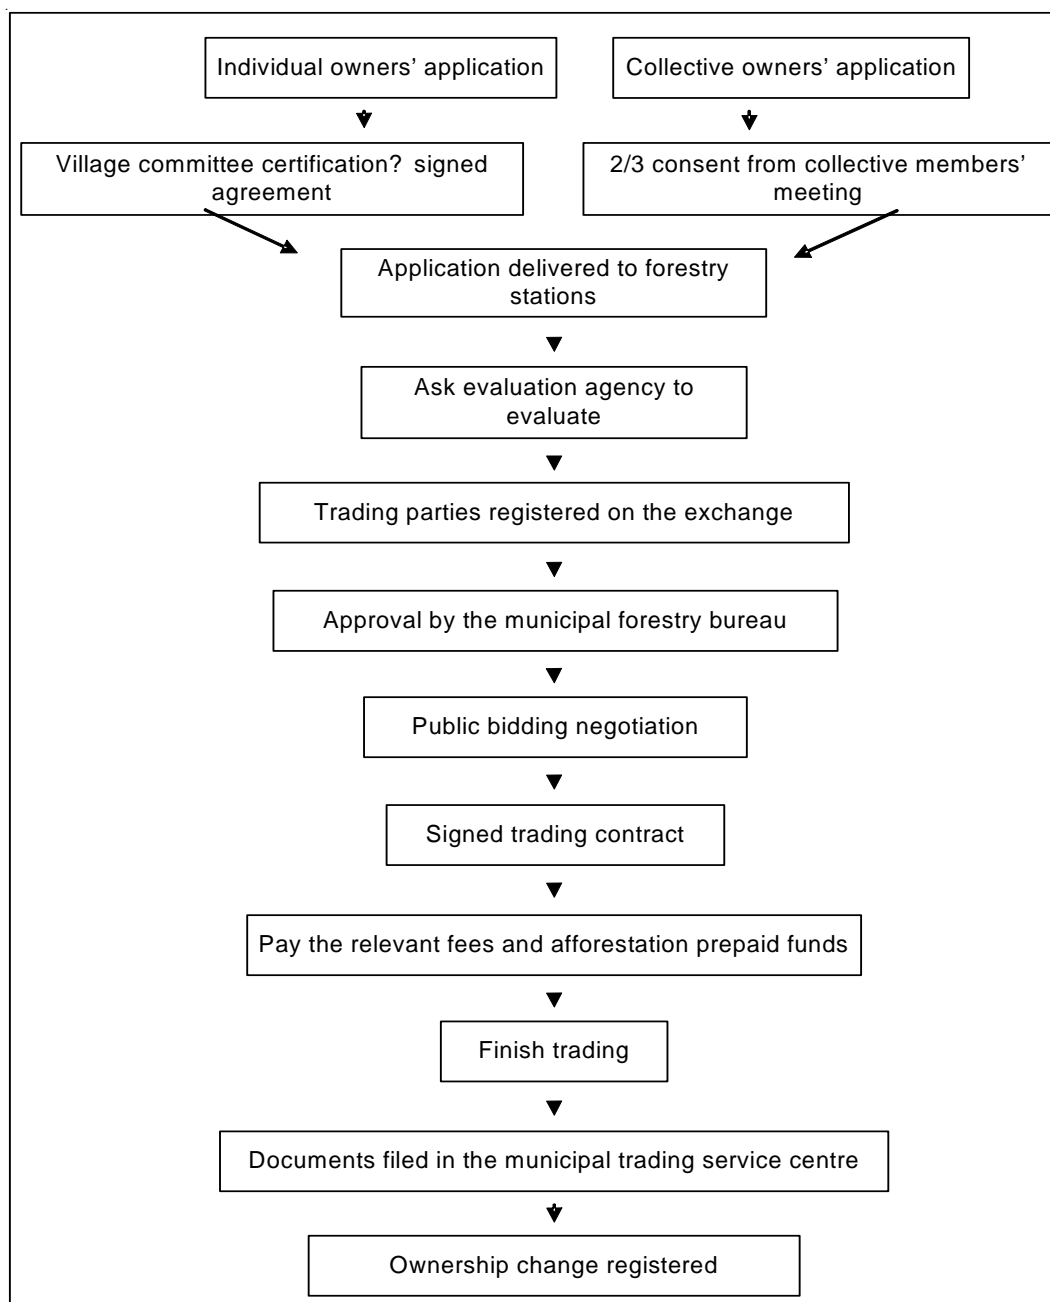 Individual owners’ application
Collective owners’ application
Village committee certification? signed
agreement
2/3 consent from collective members’
meeting
Application delivered to forestry
stations
Ask evaluation agency to
evaluate
Trading parties registered on the exchange
Approval by the municipal forestry bureau
Public bidding negotiation
Signed trading contract
Pay the relevant fees and afforestation prepaid funds
Finish trading
Documents filed in the municipal trading service centre
Ownership change registered